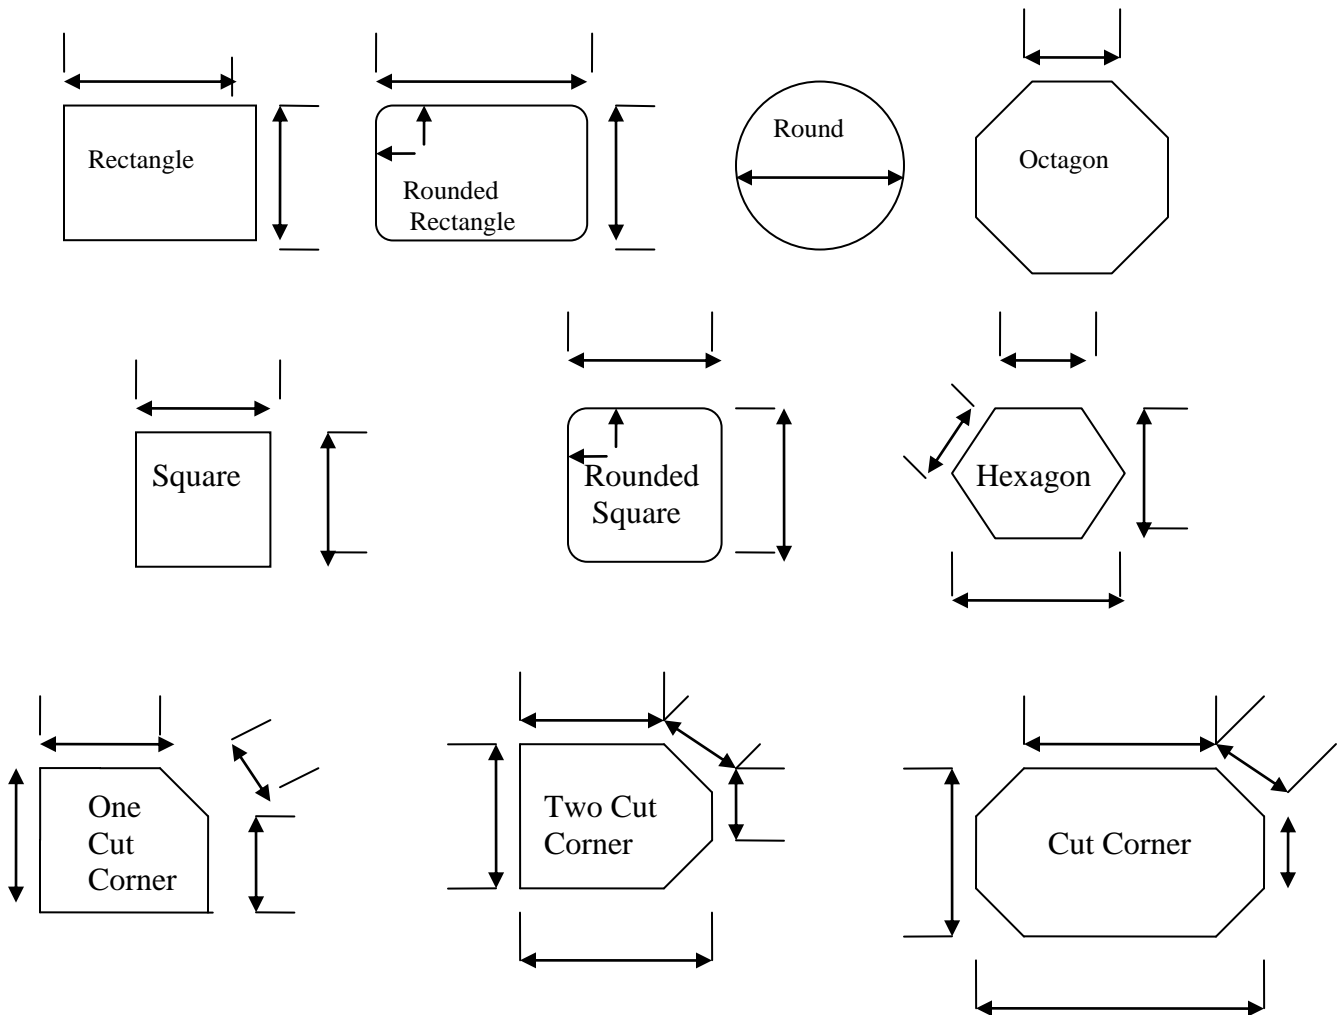 Rectangle
Rounded
Rectangle
Round
Octagon
Square
Rounded
Square
Hexagon
One
Cut
Corner
Two Cut
Corner
Cut Corner